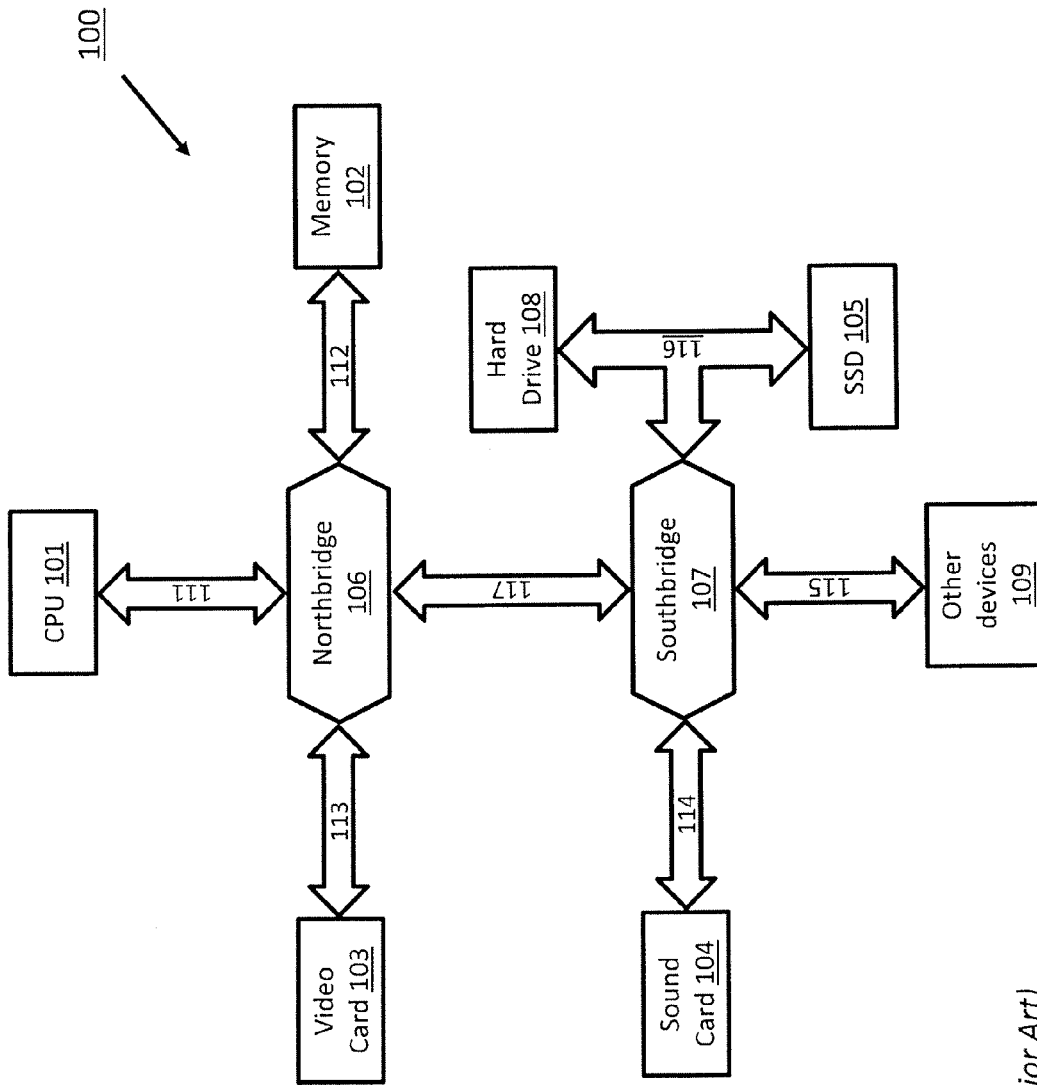 100
CPU 101
111
Video
Card 103
113
Northbridge
106
112
Memory
102
117
Sound
Card 104
114
Southbridge
107
116
Hard
Drive 108
SSD 105
115
Other
devices
109
Art)